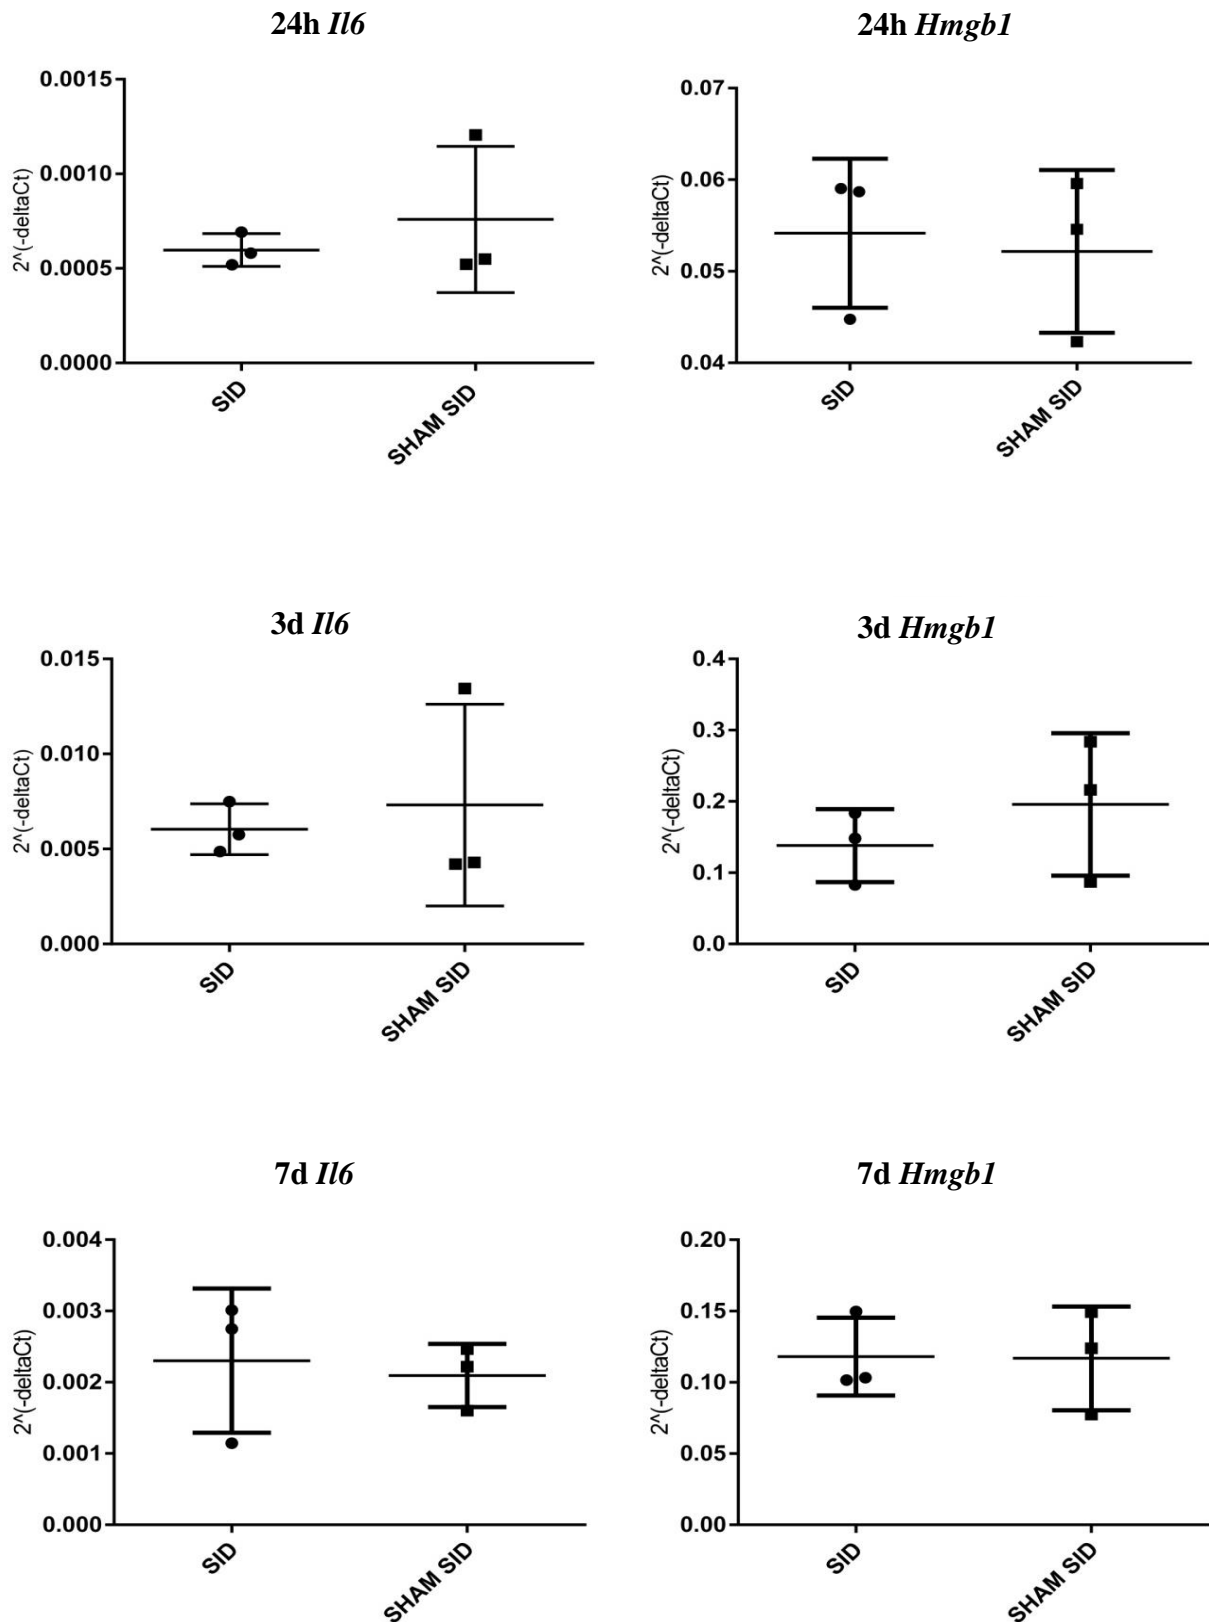 24h Il6
0.0015
0.0010
0.0005
0.0000
2^(-deltaCt)
SID
SHAM SID
24h Hmgb1
0.07
0.06
0.05
0.04
2^(-deltaCt)
SID
SHAM SID
3d Il6
0.015
0.010
0.005
0.000
2^(-deltaCt)
SID
SHAM SID
3d Hmgb1
0.4
0.3
0.2
0.1
0.0
2^(-deltaCt)
SID
SHAM SID
7d Il6
0.004
0.003
0.002
0.001
0.000
2^(-deltaCt)
SID
SHAM SID
7d Hmgb1
0.20
0.15
0.10
0.05
0.00
2^(-deltaCt)
SID
SHAM SID